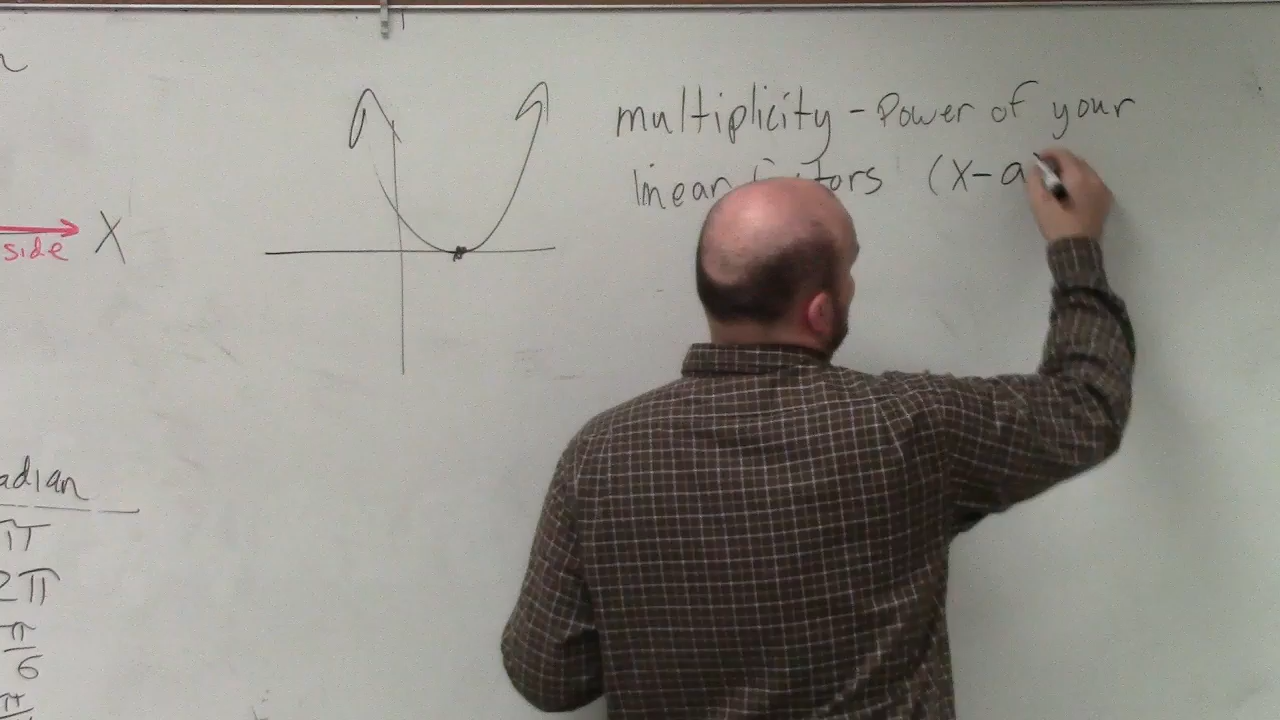 multiplicity - Power of your
linear factors (x-a
side
X
adian
π
2π
π
6
π